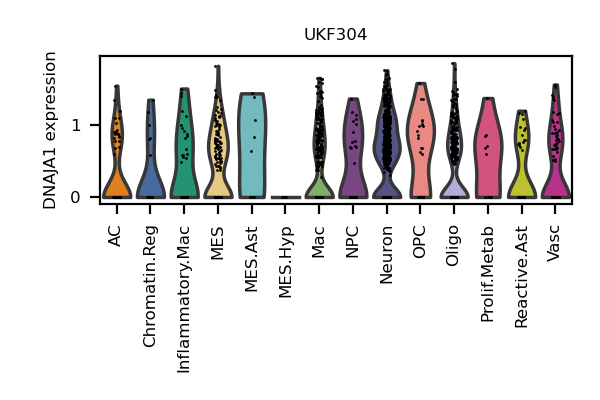 UKF304
DNAJA1 expression
1
0
AC
Chromatin.Reg
Inflammatory.Mac
MES
MES.Ast
MES.Hyp
Mac
NPC
Neuron
OPC
Oligo
Prolif.Metab
Reactive.Ast
Vasc